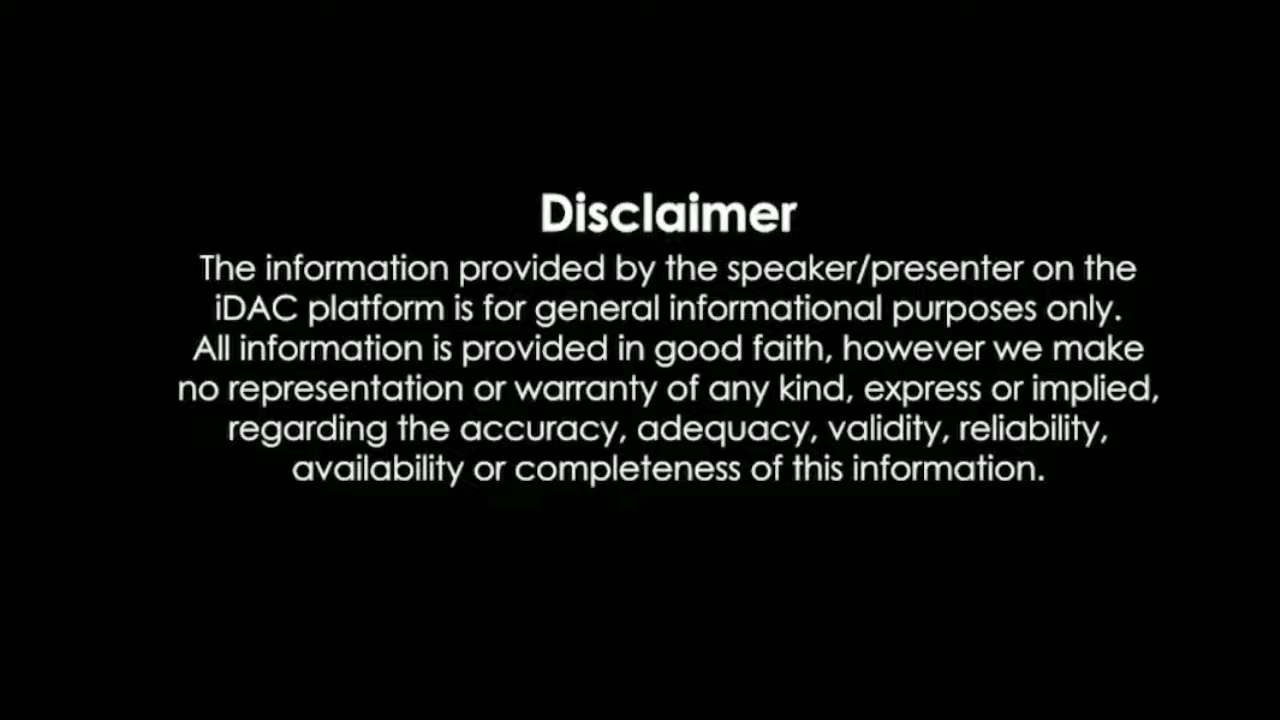 Disclaimer
The information provided by the speaker/presenter on the
iDAC platform is for general informational purposes only.
All information is provided in good faith, however we make
no representation or warranty of any kind, express or implied,
regarding the accuracy, adequacy, validity, reliability,
availability or completeness of this information.